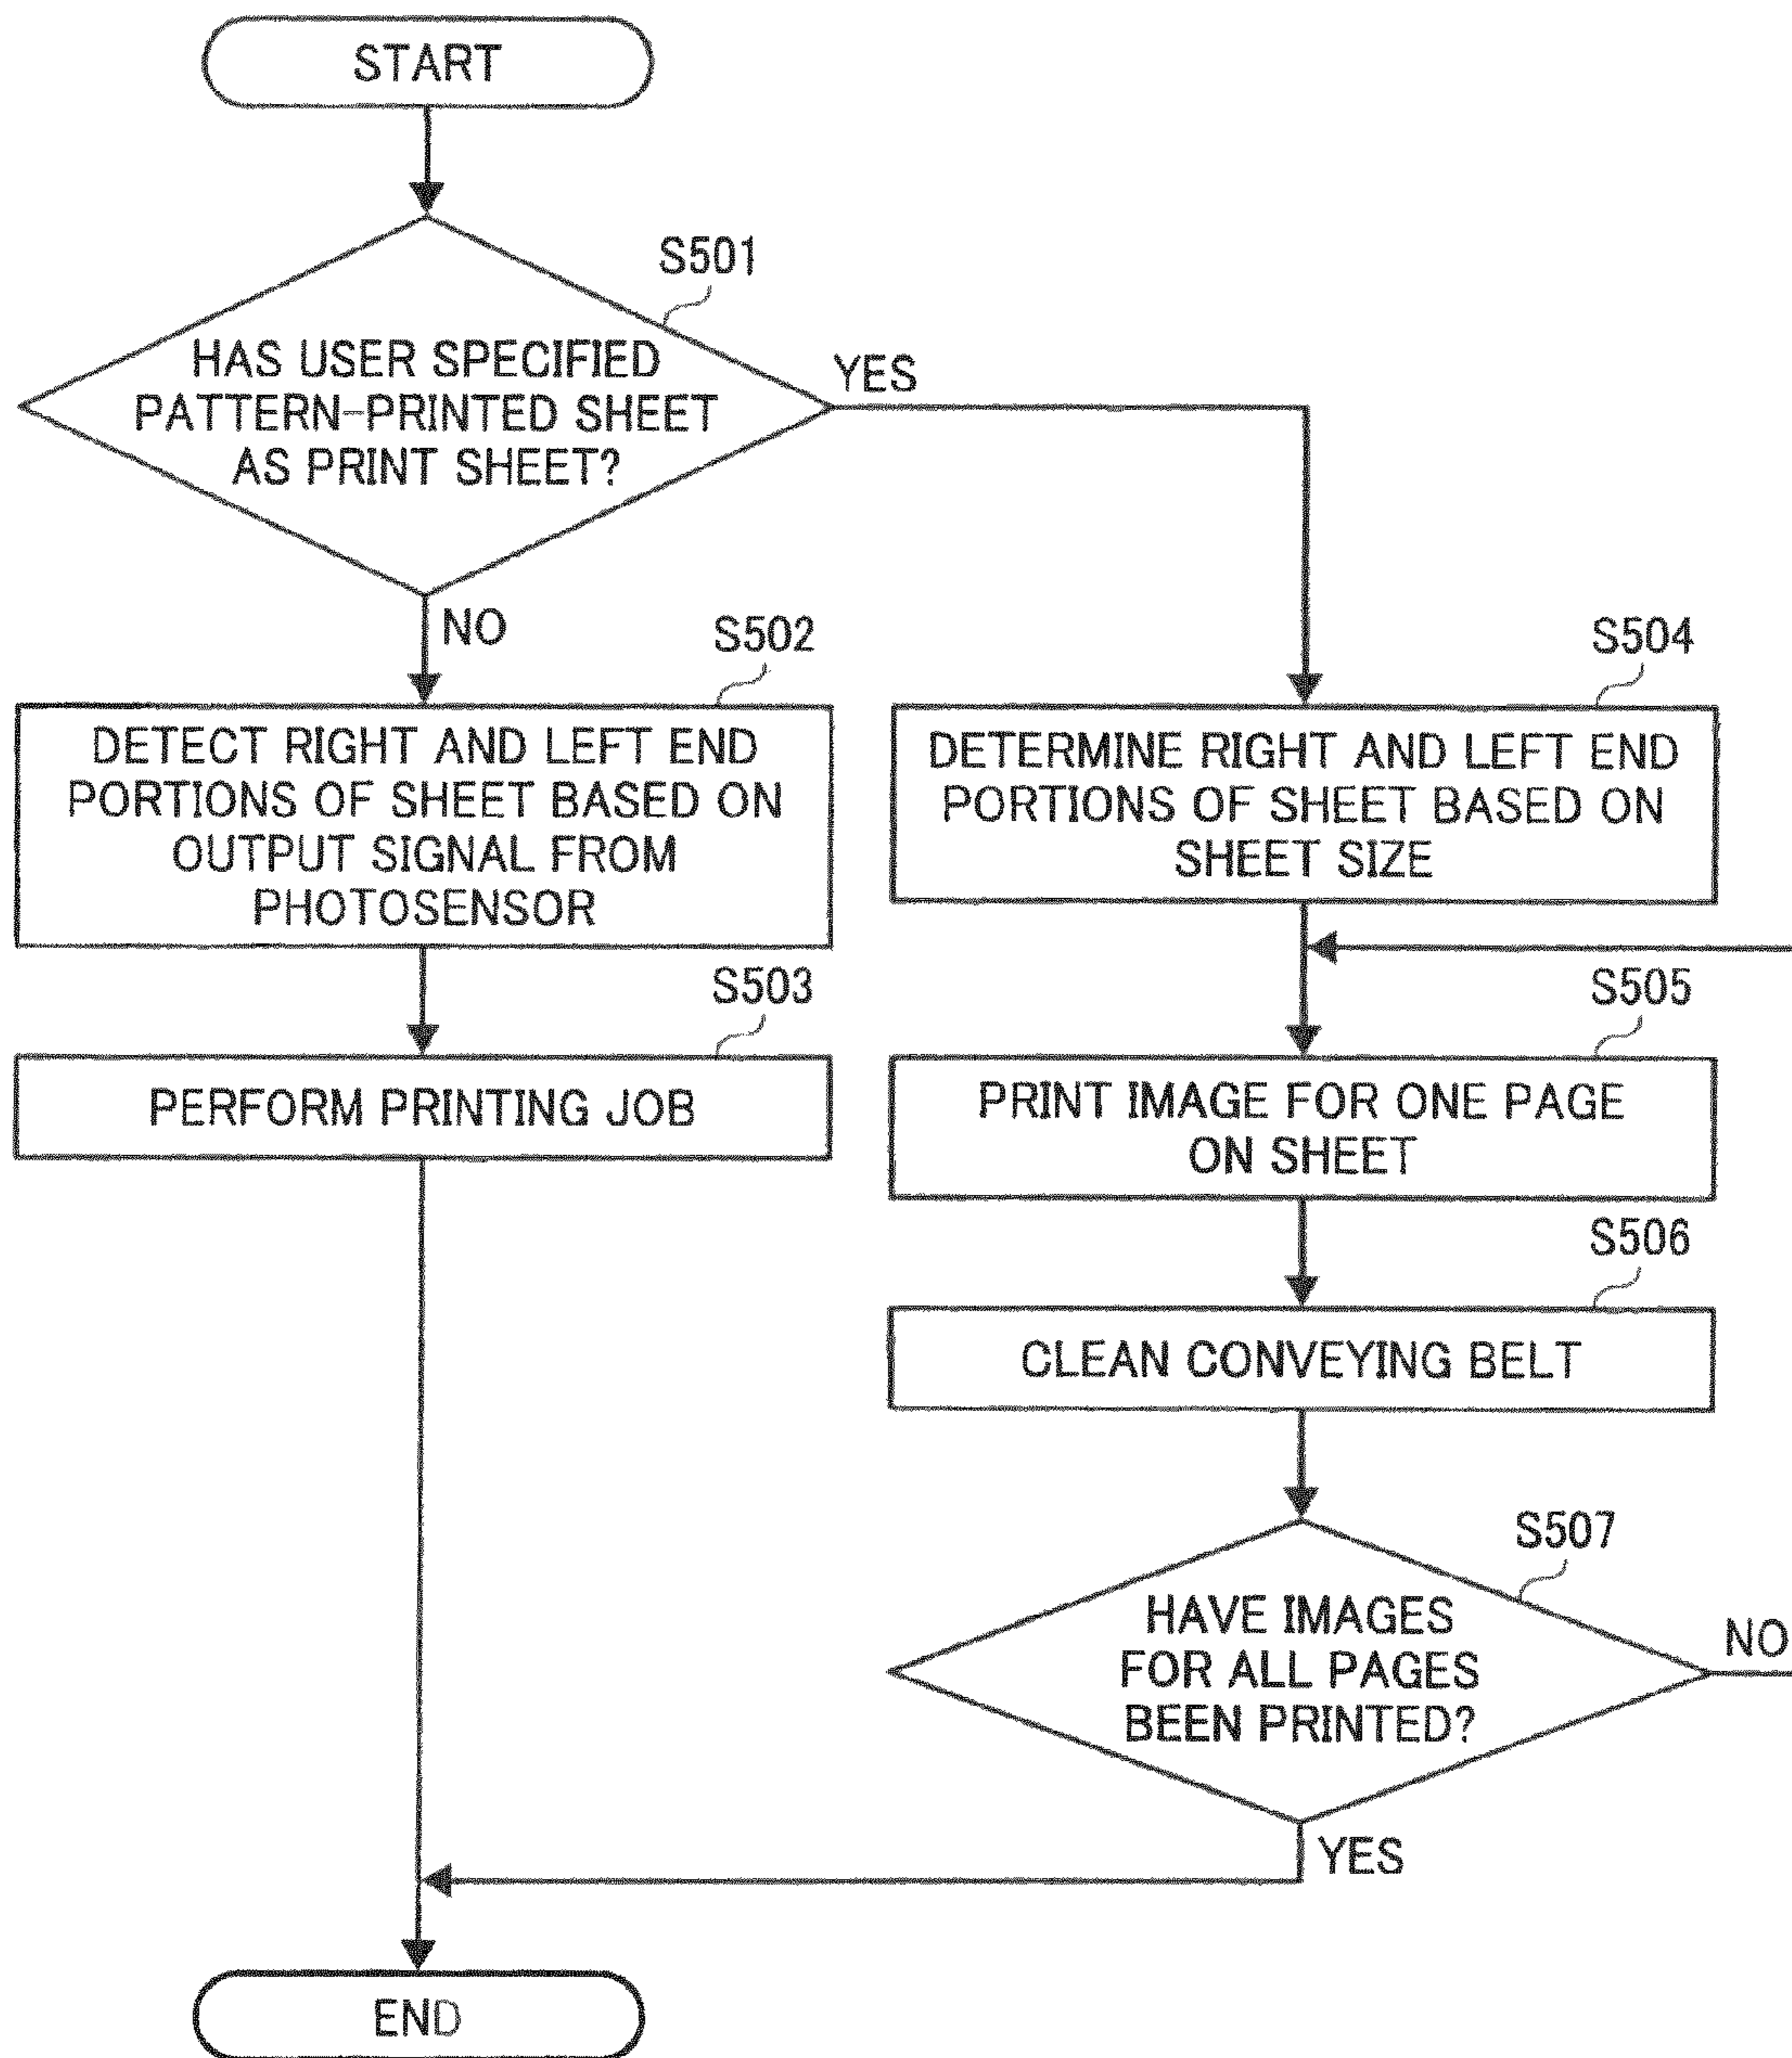 START
S501
HAS USER SPECIFIED
PATTERN-PRINTED SHEET
AS PRINT SHEET?
YES
NO
S502
DETECT RIGHT AND LEFT END
PORTIONS OF SHEET BASED ON
OUTPUT SIGNAL FROM
PHOTOSENSOR
S503
PERFORM PRINTING JOB
S504
DETERMINE RIGHT AND LEFT END
PORTIONS OF SHEET BASED ON
SHEET SIZE
S505
PRINT IMAGE FOR ONE PAGE
ON SHEET
S506
CLEAN CONVEYING BELT
S507
HAVE IMAGES
FOR ALL PAGES
BEEN PRINTED?
NO
YES
END